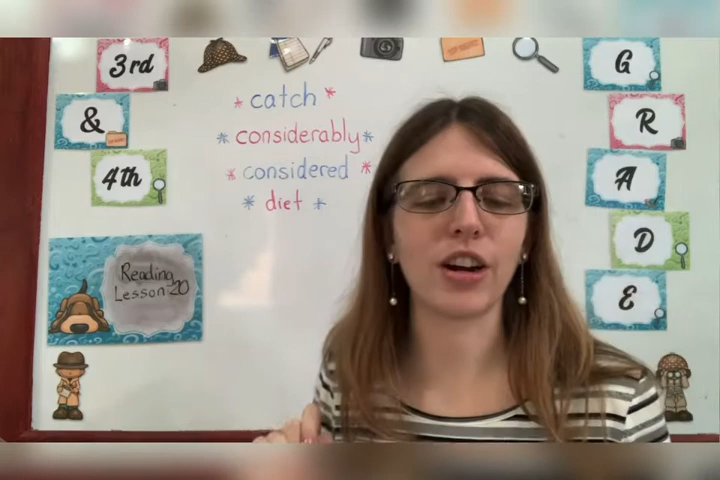 3rd
&
4th
catch
considerably
considered
diet
Reading
Lesson 20
G
R
A
D
E